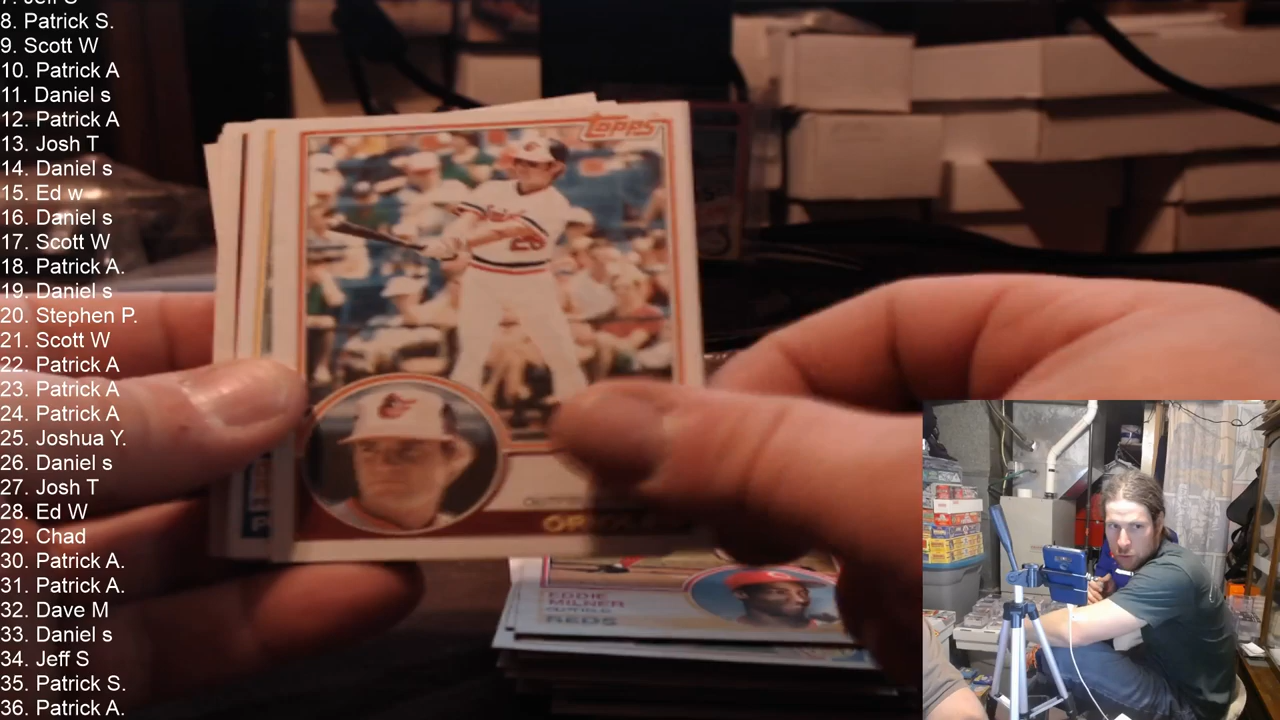 8. Patrick S.
9. Scott W
10. Patrick A
11. Daniel s
12. Patrick A
13. Josh T
14. Daniel s
15. Ed w
16. Daniel s
17. Scott W
18. Patrick A.
19. Daniel s
20. Stephen P.
21. Scott W
22. Patrick A
23. Patrick A
24. Patrick A
25. Joshua Y.
26. Daniel s
27. Josh T
28. Ed W
29. Chad
30. Patrick A.
31. Patrick A.
32. Dave M
33. Daniel s
34. Jeff S
35. Patrick S.
36. Patrick A.
Topps
26
EDDIE
MILNER
REDS